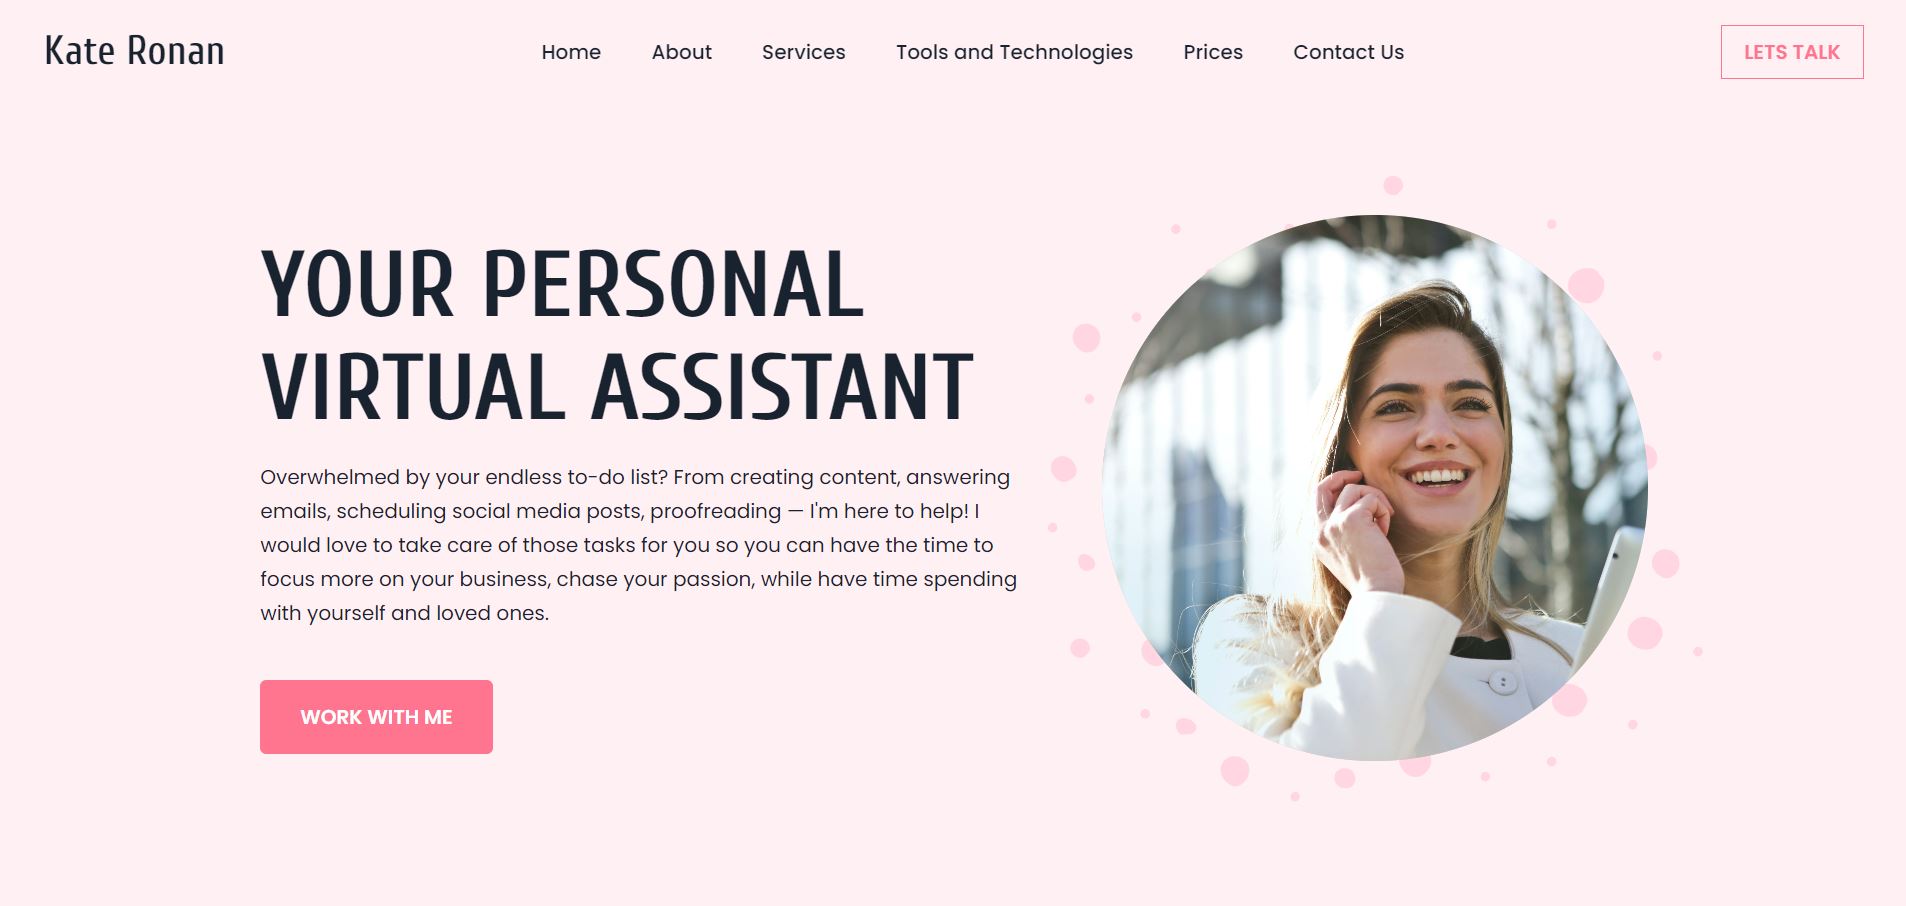 Kate Ronan
Home About Services Tools and Technologies Prices Contact Us
LETS TALK
YOUR PERSONAL
VIRTUAL ASSISTANT
Overwhelmed by your endless to-do list? From creating content, answering
emails, scheduling social media posts, proofreading — I'm here to help! I
would love to take care of those tasks for you so you can have the time to
focus more on your business, chase your passion, while have time spending
with yourself and loved ones.
WORK WITH ME